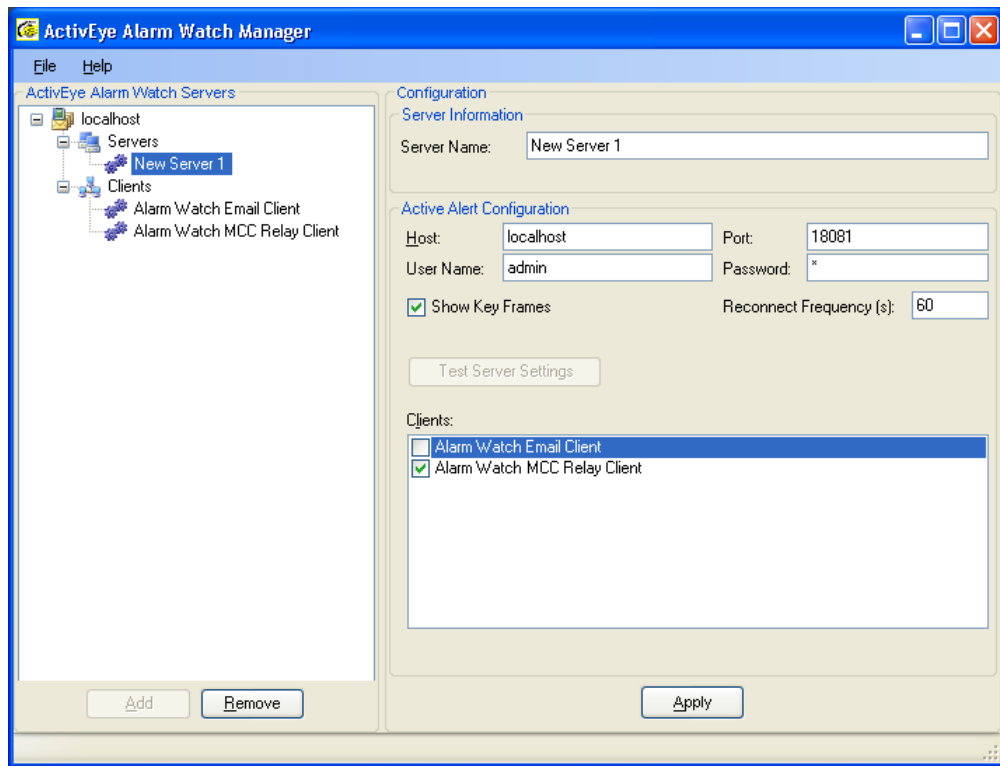 ActivEye Alarm Watch Manager
File Help
ActivEye Alarm Watch Servers
localhost
Servers
New Server 1
Clients
Alarm Watch Email Client
Alarm Watch MCC Relay Client
Add Remove
Configuration
Server Information
Server Name: New Server 1
Active Alert Configuration
Host: localhost Port: 18081
User Name: admin Password: *
Show Key Frames Reconnect Frequency (s): 60
Test Server Settings
Clients:
Alarm Watch Email Client
Alarm Watch MCC Relay Client
Apply